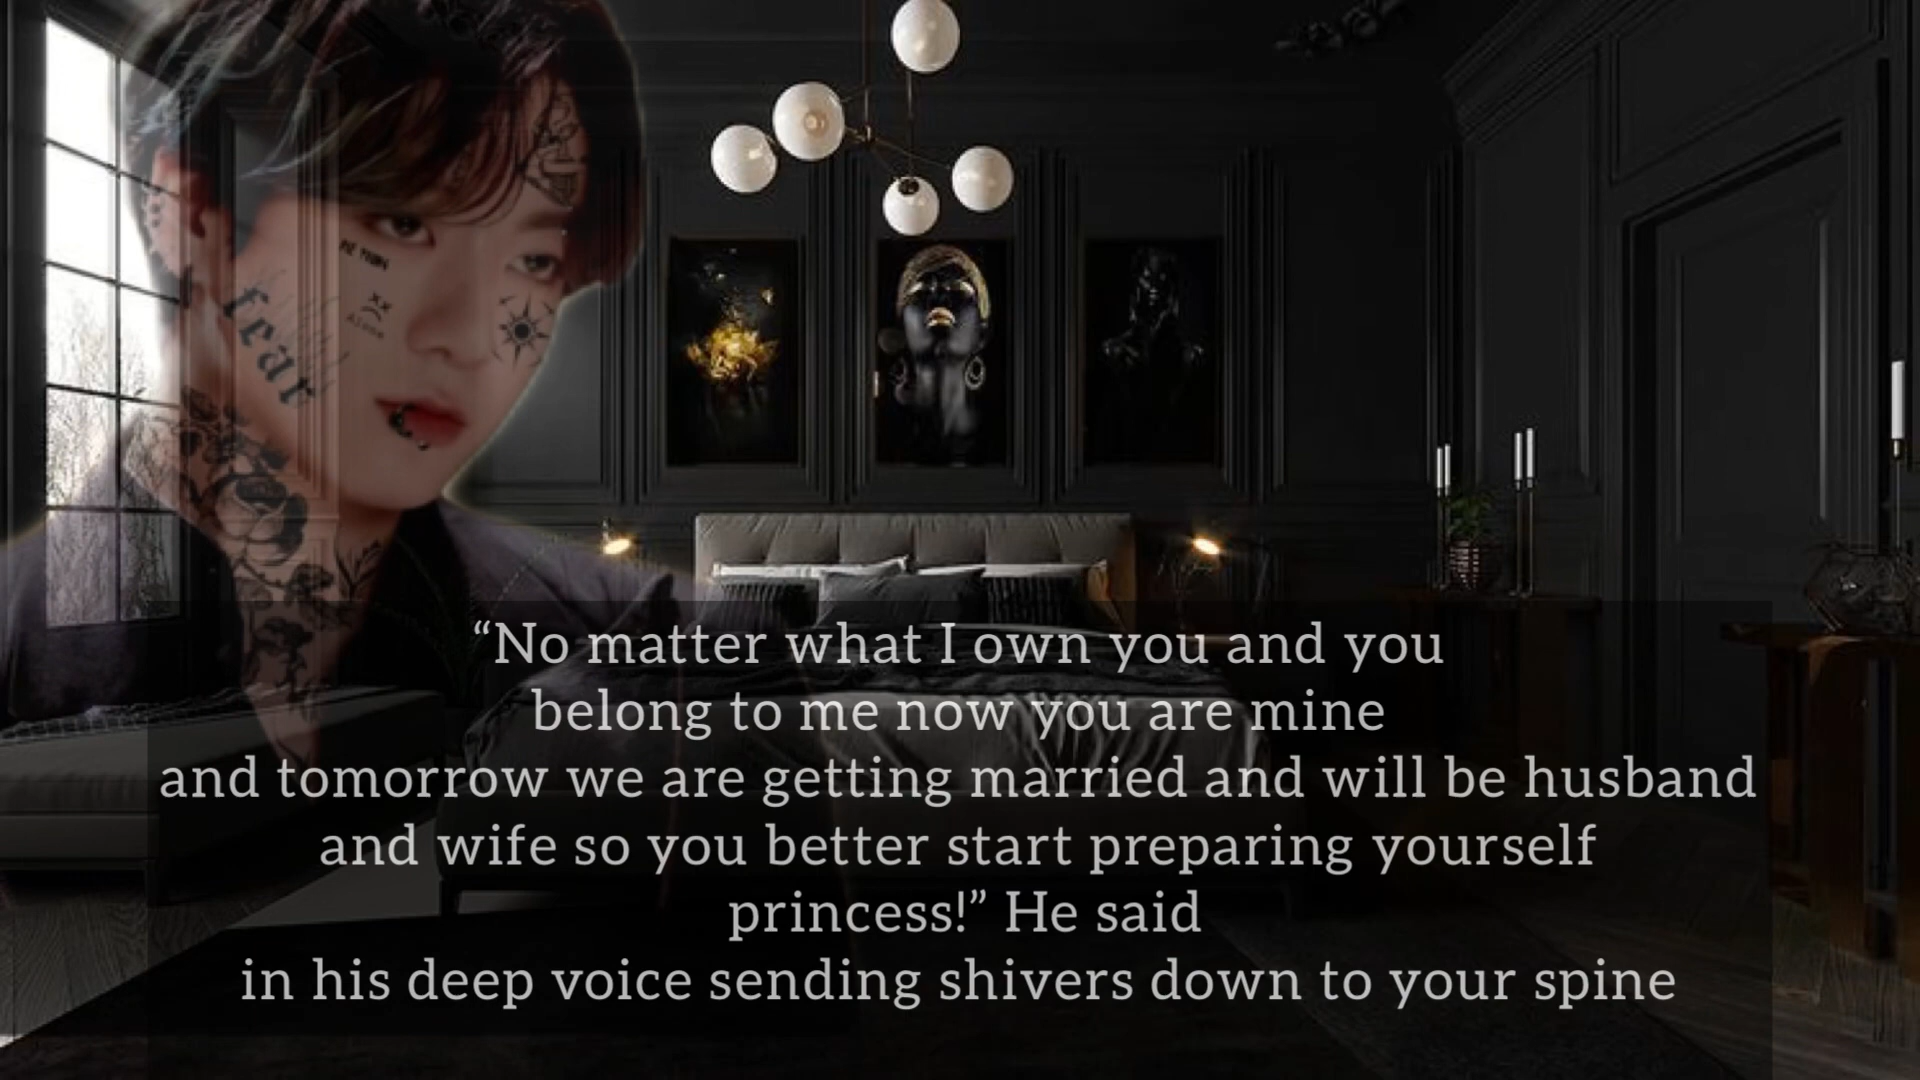 fear
Alone
“No matter what I own you and you
belong to me now you are mine
and tomorrow we are getting married and will be husband
and wife so you better start preparing yourself
princess!” He said
in his deep voice sending shivers down to your spine